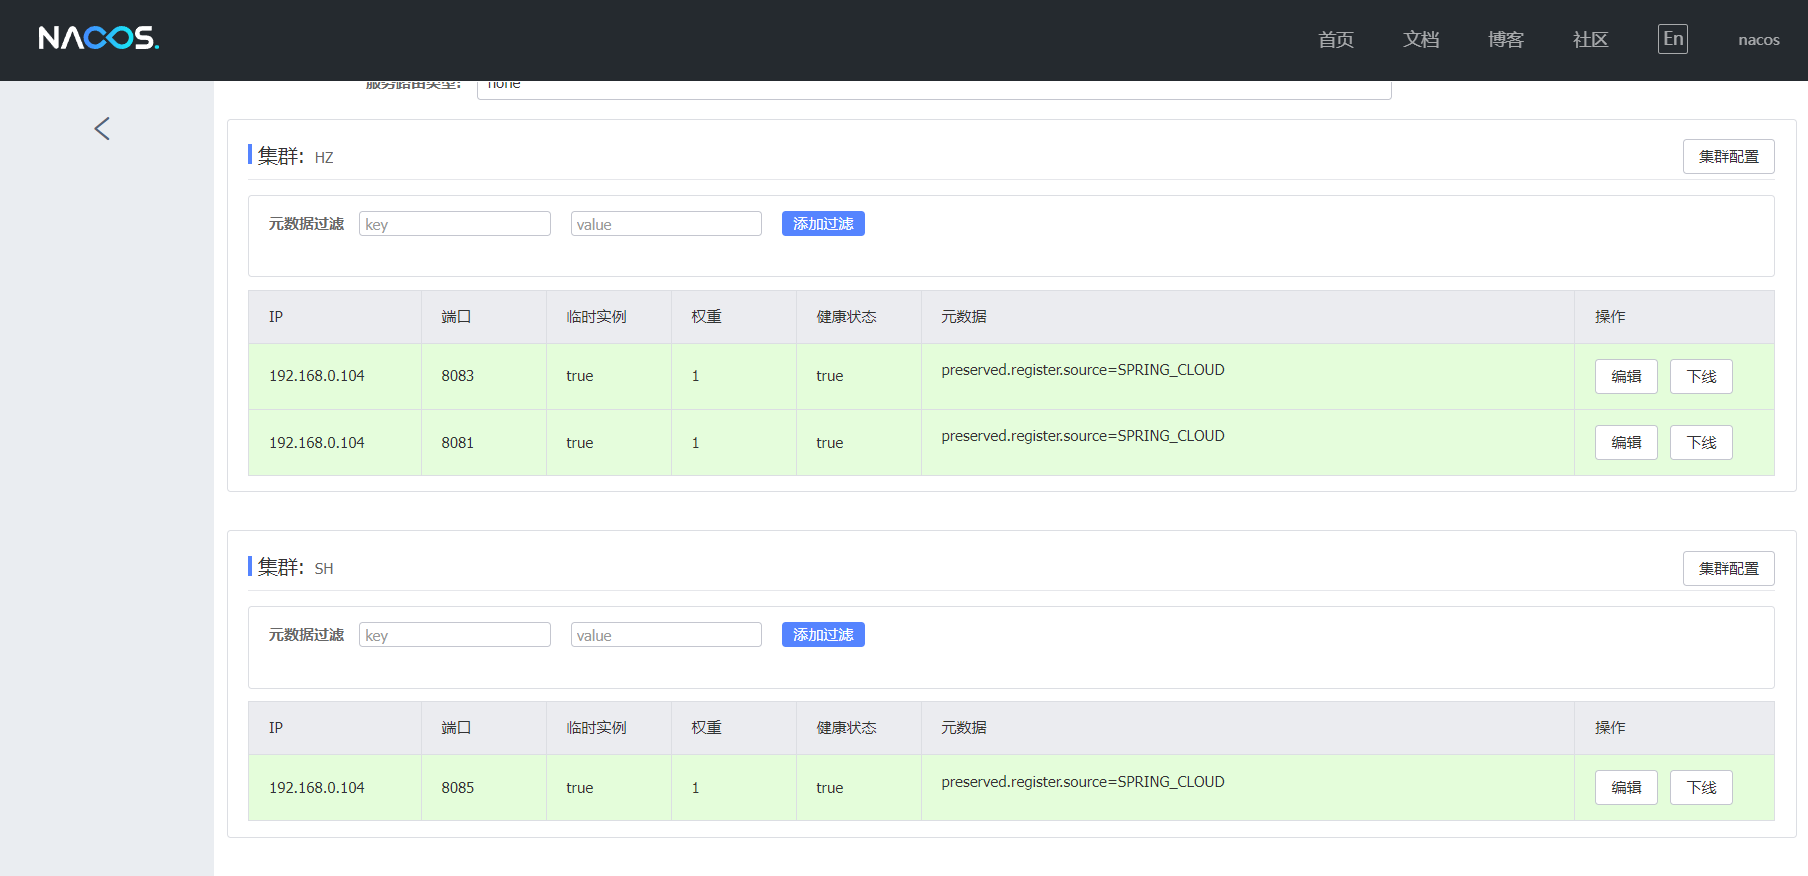 NACOS.
首页 文档 博客 社区 En nacos
服务路由类型: none
集群: HZ 集群配置
元数据过滤 key value 添加过滤
IP 端口 临时实例 权重 健康状态 元数据 操作
192.168.0.104 8083 true 1 true preserved.register.source=SPRING_CLOUD 编辑 下线
192.168.0.104 8081 true 1 true preserved.register.source=SPRING_CLOUD 编辑 下线
集群: SH 集群配置
元数据过滤 key value 添加过滤
IP 端口 临时实例 权重 健康状态 元数据 操作
192.168.0.104 8085 true 1 true preserved.register.source=SPRING_CLOUD 编辑 下线